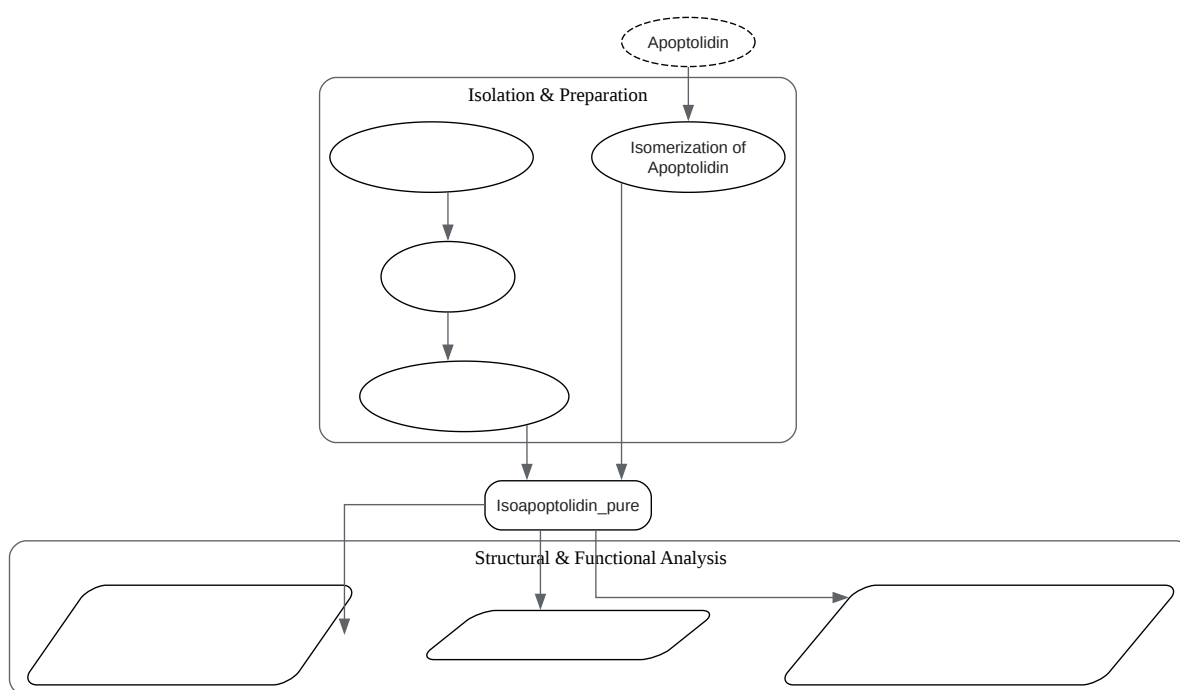 Apoptolidin
Isolation & Preparation
Isomerization of
Apoptolidin
Isoapoptolidin_pure
Structural & Functional Analysis